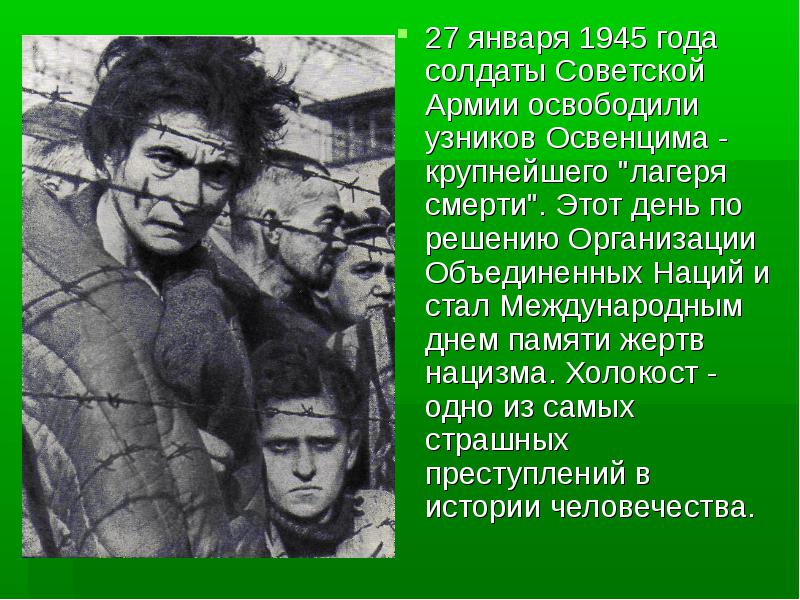 27 января 1945 года
солдаты Советской
Армии освободили
узников Освенцима -
крупнейшего "лагеря
смерти". Этот день по
решению Организации
Объединенных Наций и
стал Международным
днем памяти жертв
нацизма. Холокост -
одно из самых
страшных
преступлений в
истории человечества.